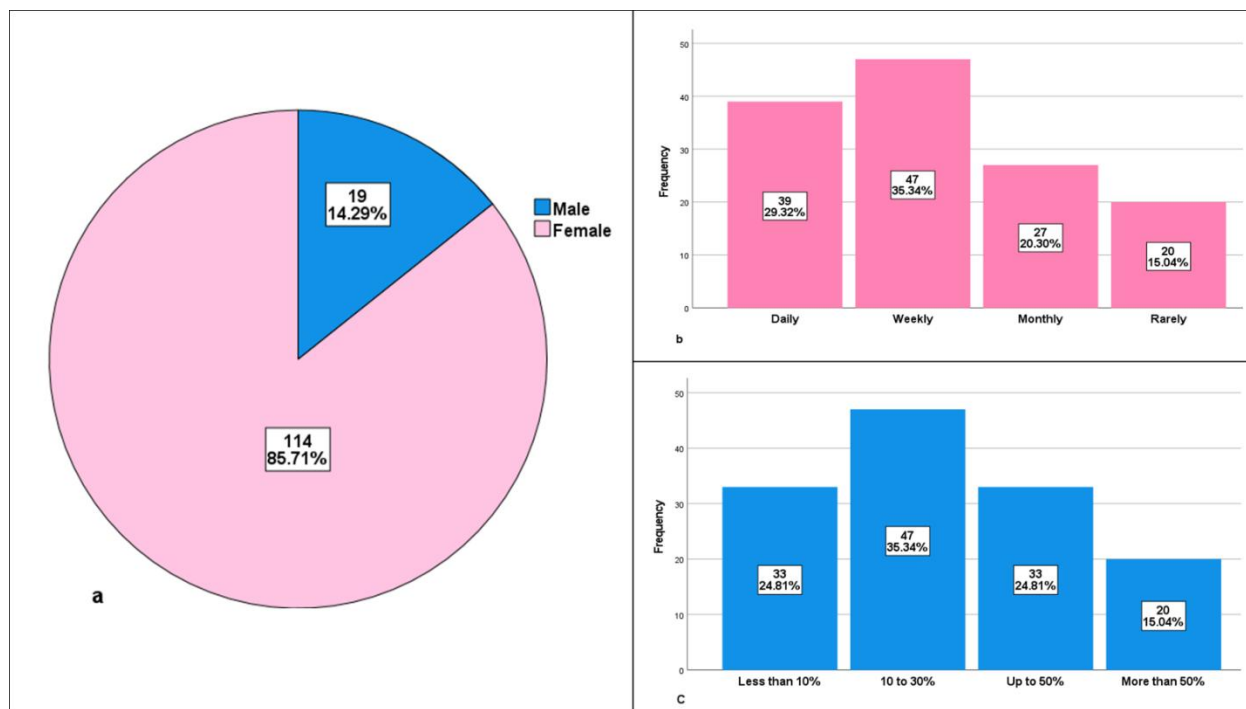 19
14.29%
Male
Female
114
85.71%
a
Frequency
50
40
30
20
10
0
39
29.32%
47
35.34%
27
20.30%
20
15.04%
Daily
Weekly
Monthly
Rarely
b
Frequency
50
40
30
20
10
0
33
24.81%
47
35.34%
33
24.81%
20
15.04%
Less than 10%
10 to 30%
Up to 50%
More than 50%
C